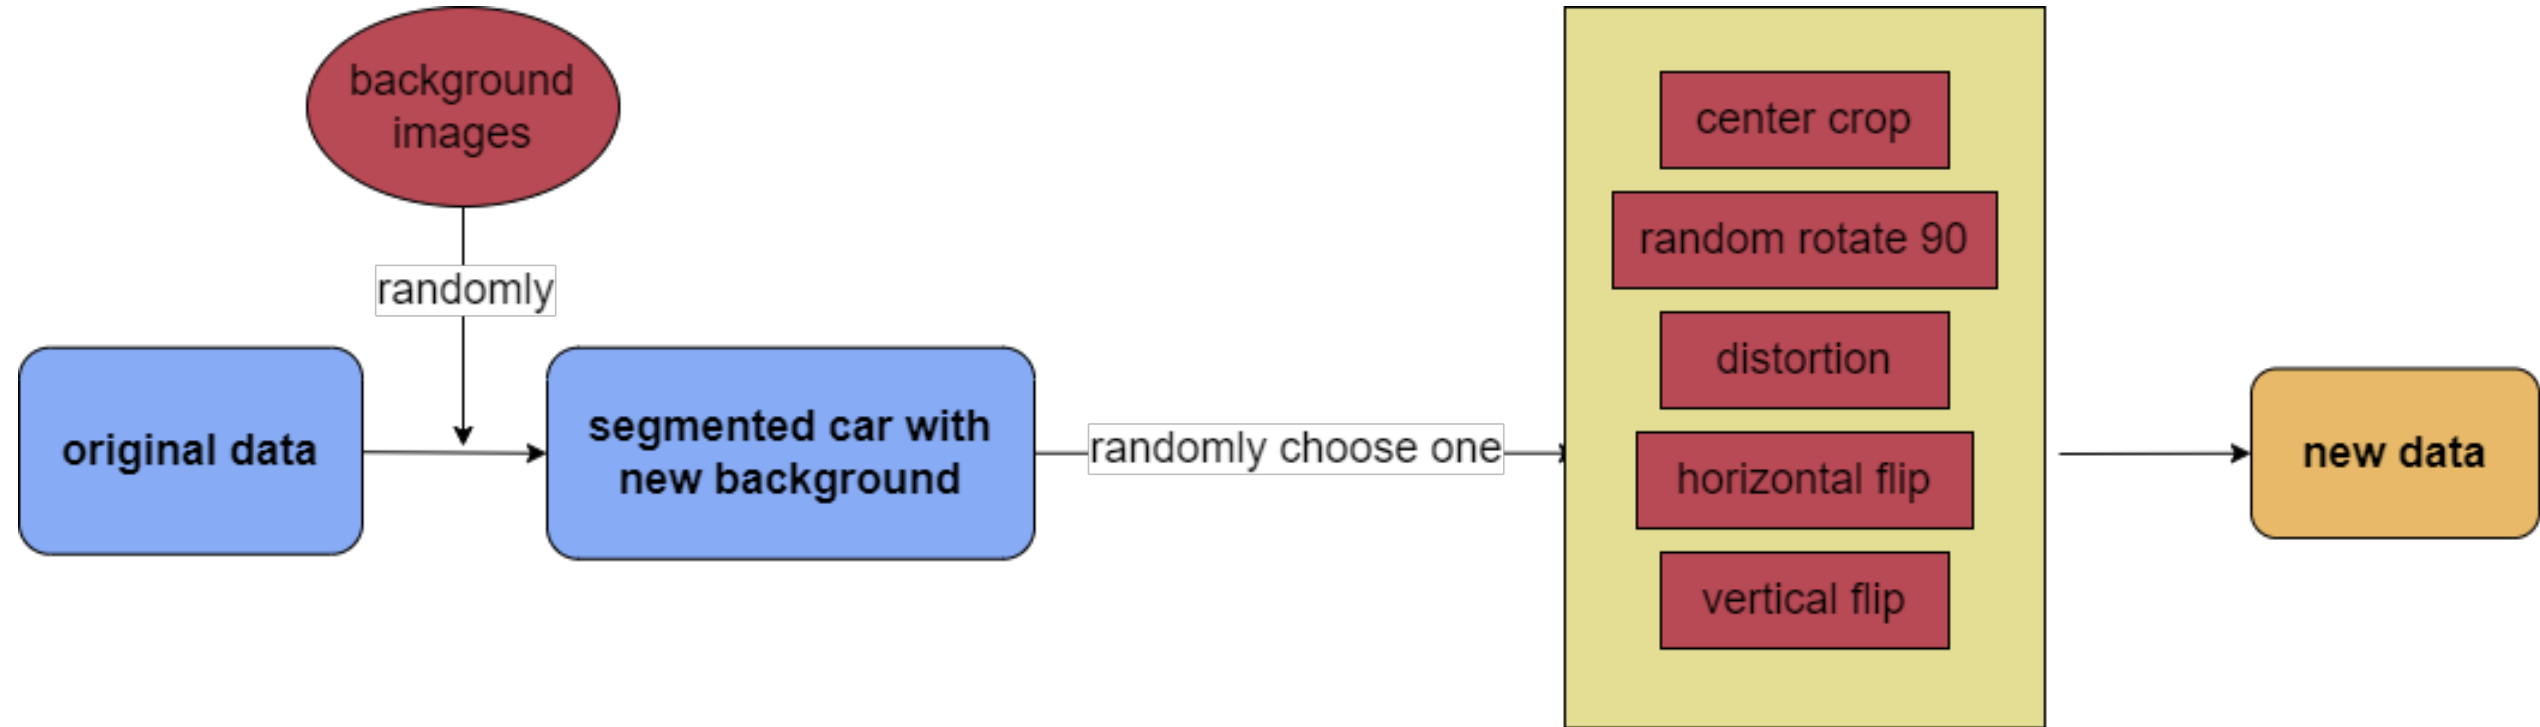 background
images
randomly
original data
segmented car with
new background
randomly choose one
center crop
random rotate 90
distortion
horizontal flip
vertical flip
new data